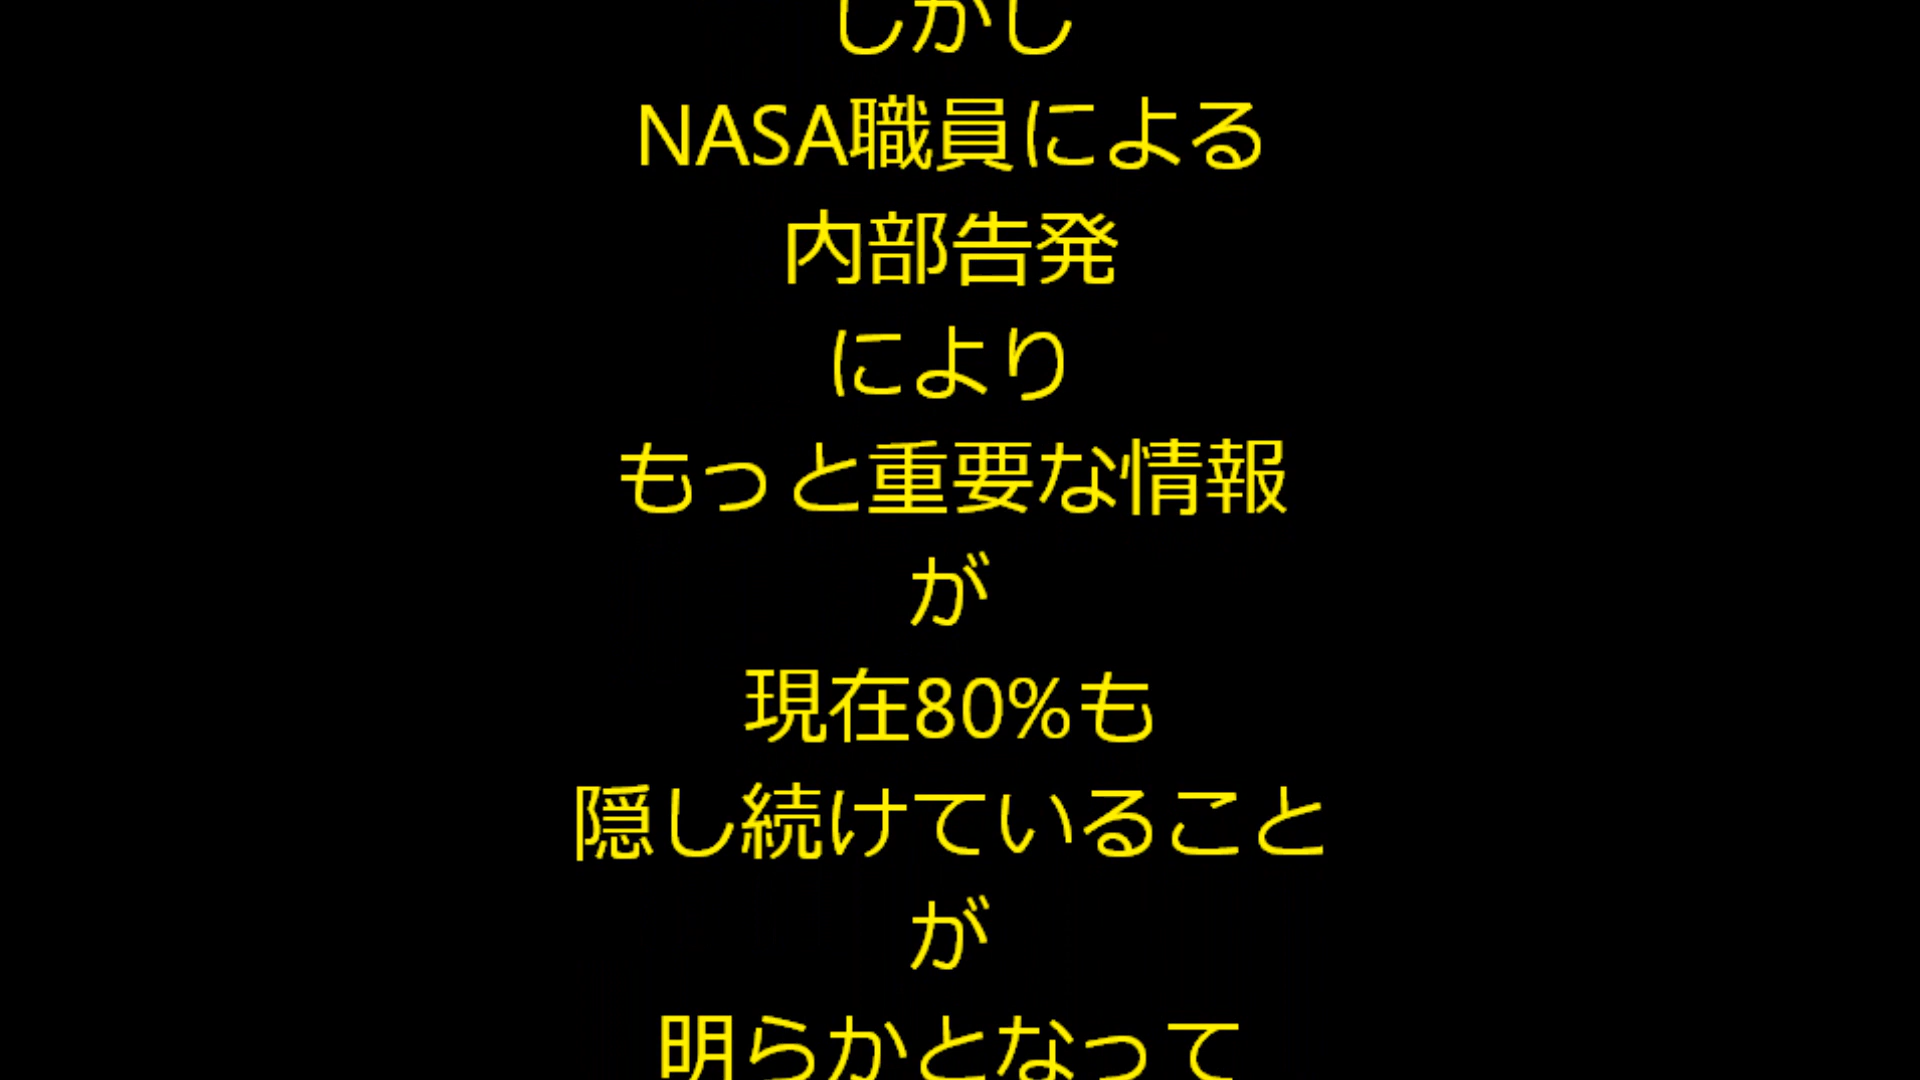 しかし
NASA職員による
内部告発
により
もっと重要な情報
が
現在80%も
隠し続けていること
が
明らかとなって